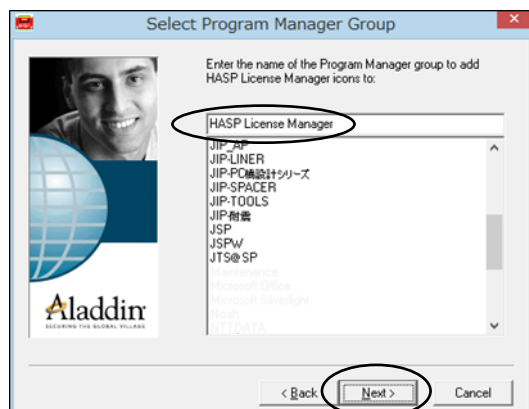 Select Program Manager Group
Enter the name of the Program Manager group to add
HASP License Manager icons to:
HASP License Manager
JIP_AP
JIP-LINER
JIP-PC橋設計シリーズ
JIP-SPACER
JIP-TOOLS
JIP-耐震
JSP
JSPW
JTS@SP
Maintenance
Microsoft Office
Microsoft Silverlight
Noah
NTTDATA
Aladdin
SECURING THE GLOBAL VILLAGE
< Back
Next >
Cancel